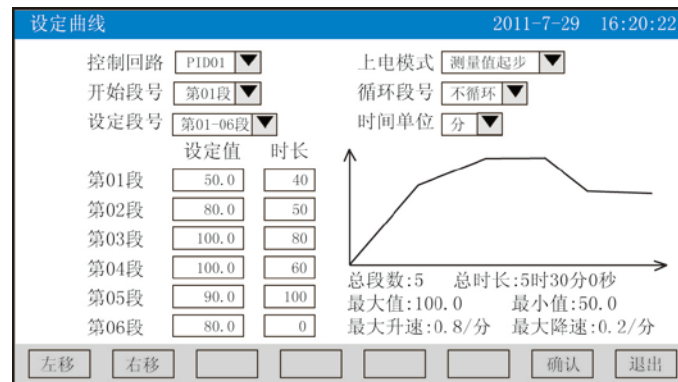 设定曲线 2011-7-29 16:20:22
控制回路 PID01 上电模式 测量值起步
开始段号 第01段 循环段号 不循环
设定段号 第01-06段 时间单位 分
设定值 时长
第01段 50.0 40
第02段 80.0 50
第03段 100.0 80
第04段 100.0 60
第05段 90.0 100
第06段 80.0 0
总段数:5 总时长:5时30分0秒
最大值:100.0 最小值:50.0
最大升速:0.8/分 最大降速:0.2/分
左移 右移 确认 退出